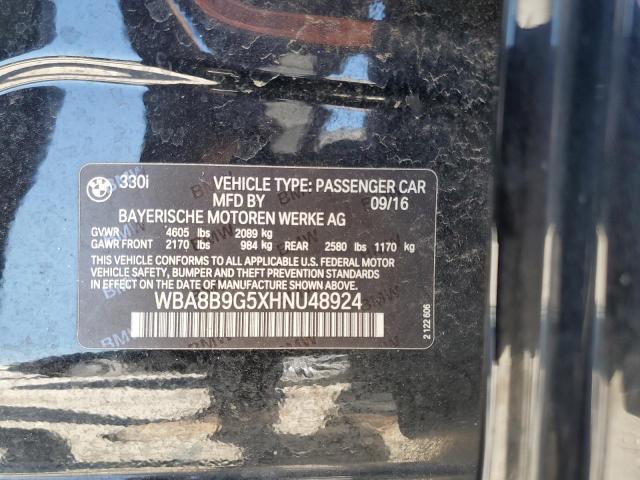 330i VEHICLE TYPE: PASSENGER CAR
MFD BY 09/16
BAYERISCHE MOTOREN WERKE AG
GVWR 4605 lbs 2089 kg
GAWR FRONT 2170 lbs 984 kg REAR 2580 lbs 1170 kg
THIS VEHICLE CONFORMS TO ALL APPLICABLE U.S. FEDERAL MOTOR
VEHICLE SAFETY, BUMPER AND THEFT PREVENTION STANDARDS
IN EFFECT ON THE DATE OF MANUFACTURE SHOWN ABOVE.
WBA8B9G5XHNU48924
2 122 606